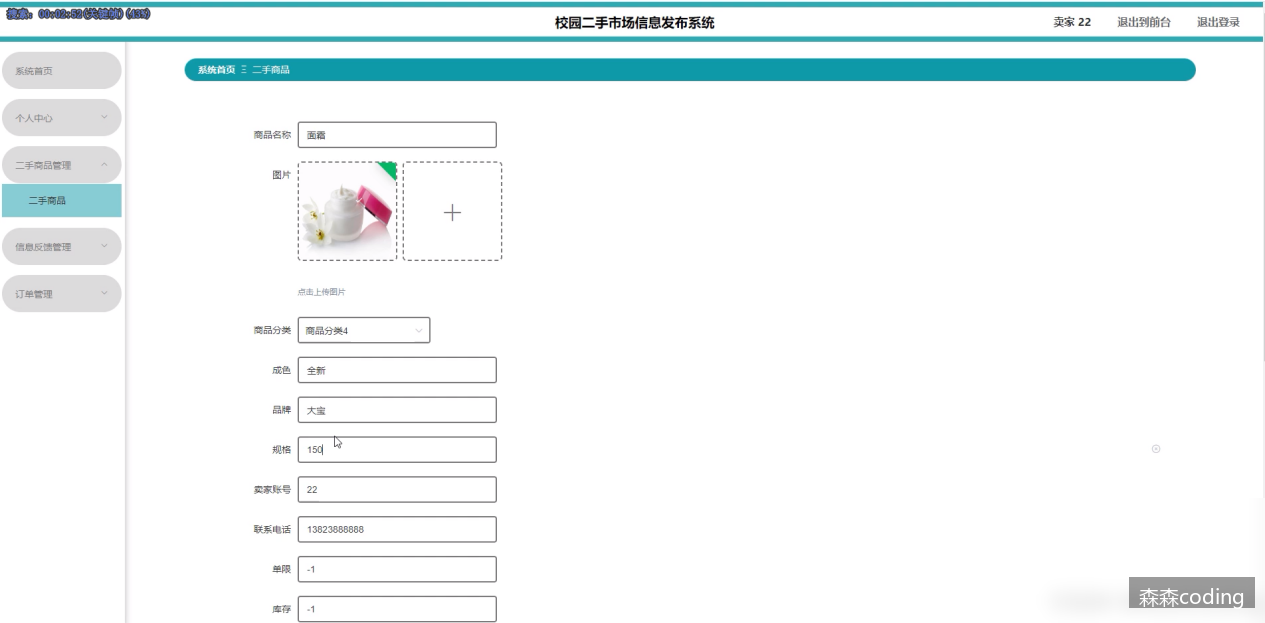 搜索: 00:02:52(关键帧) (435)
校园二手市场信息发布系统
卖家 22
退出到前台
退出登录
系统首页
个人中心
二手商品管理
二手商品
信息反馈管理
订单管理
系统首页 Ξ 二手商品
商品名称 面霜
图片
点击上传图片
商品分类 商品分类4
成色 全新
品牌 大宝
规格 150
卖家账号 22
联系电话 13823888888
单限 -1
库存 -1
森森coding